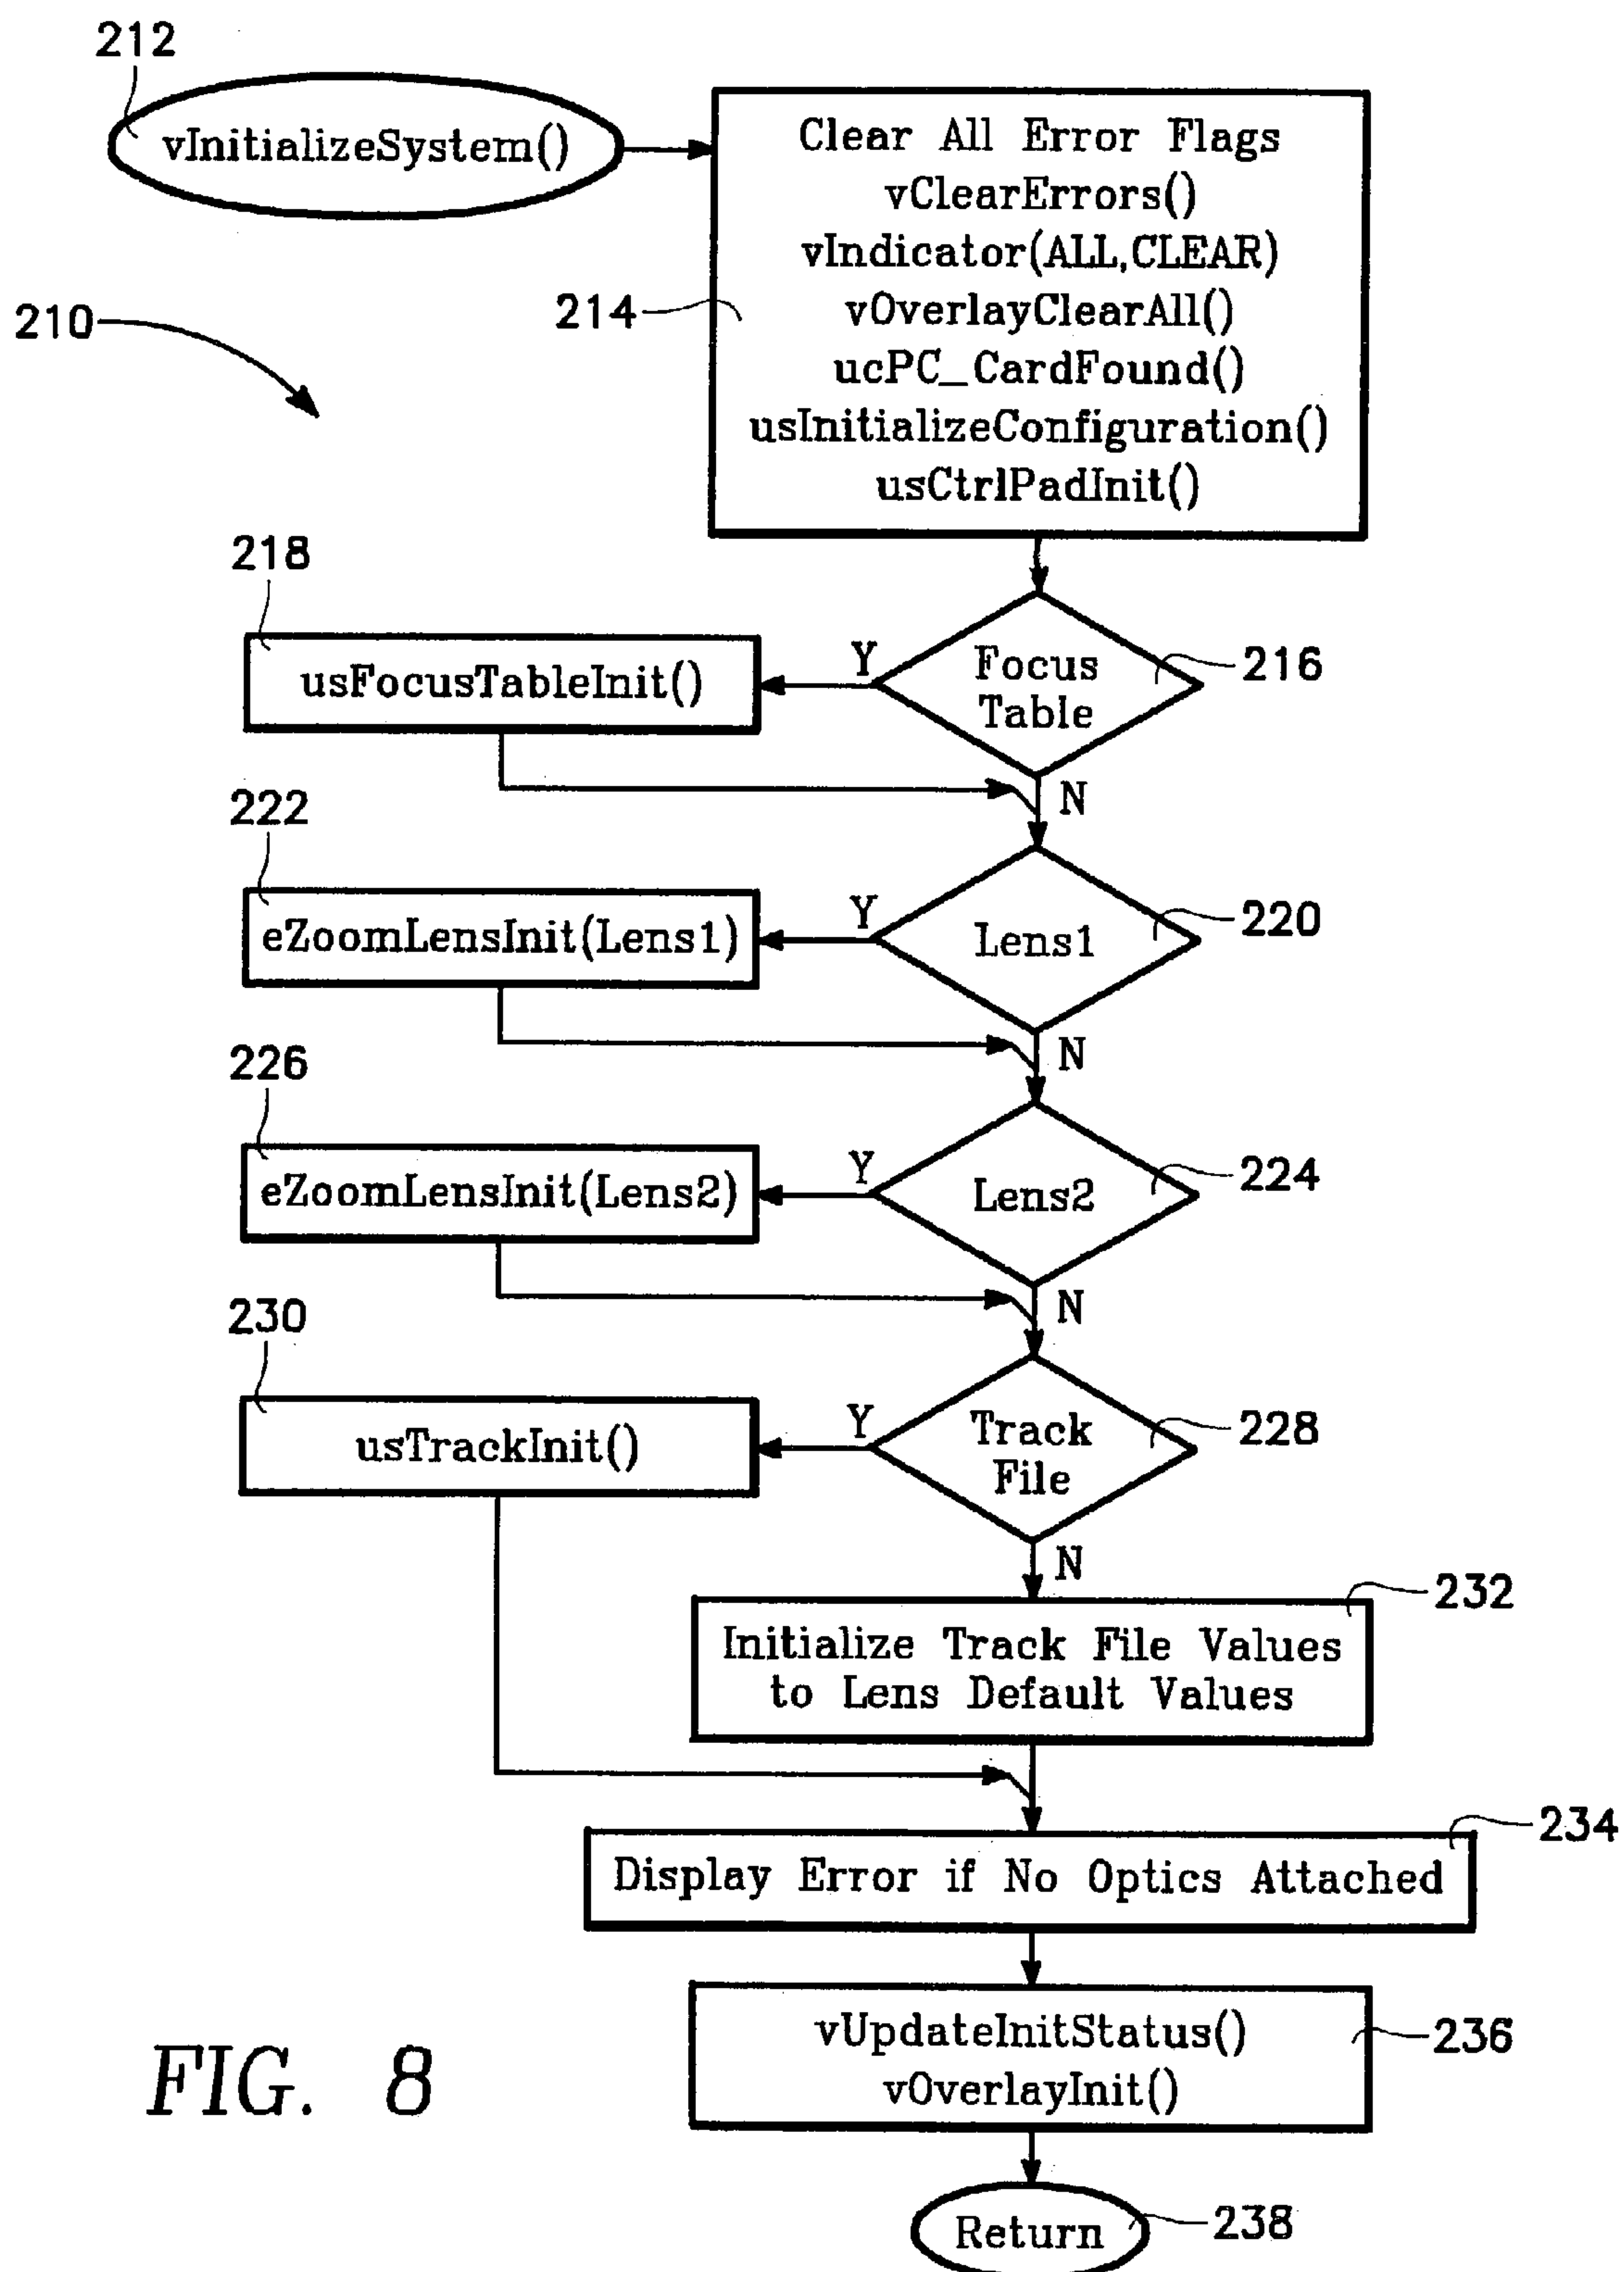 212
vInitializeSystem()
Clear All Error Flags
vClearErrors()
vIndicator(ALL,CLEAR)
vOverlayClearAll()
ucPC_CardFound()
usInitializeConfiguration()
usCtrlPadInit()
214
210
218
usFocusTableInit()
Y
Focus
Table
216
N
222
eZoomLensInit(Lens1)
Y
Lens1
220
N
226
eZoomLensInit(Lens2)
Y
Lens2
224
N
230
usTrackInit()
Y
Track
File
228
N
232
Initialize Track File Values
to Lens Default Values
234
Display Error if No Optics Attached
vUpdateInitStatus()
vOverlayInit()
236
FIG. 8
Return
238